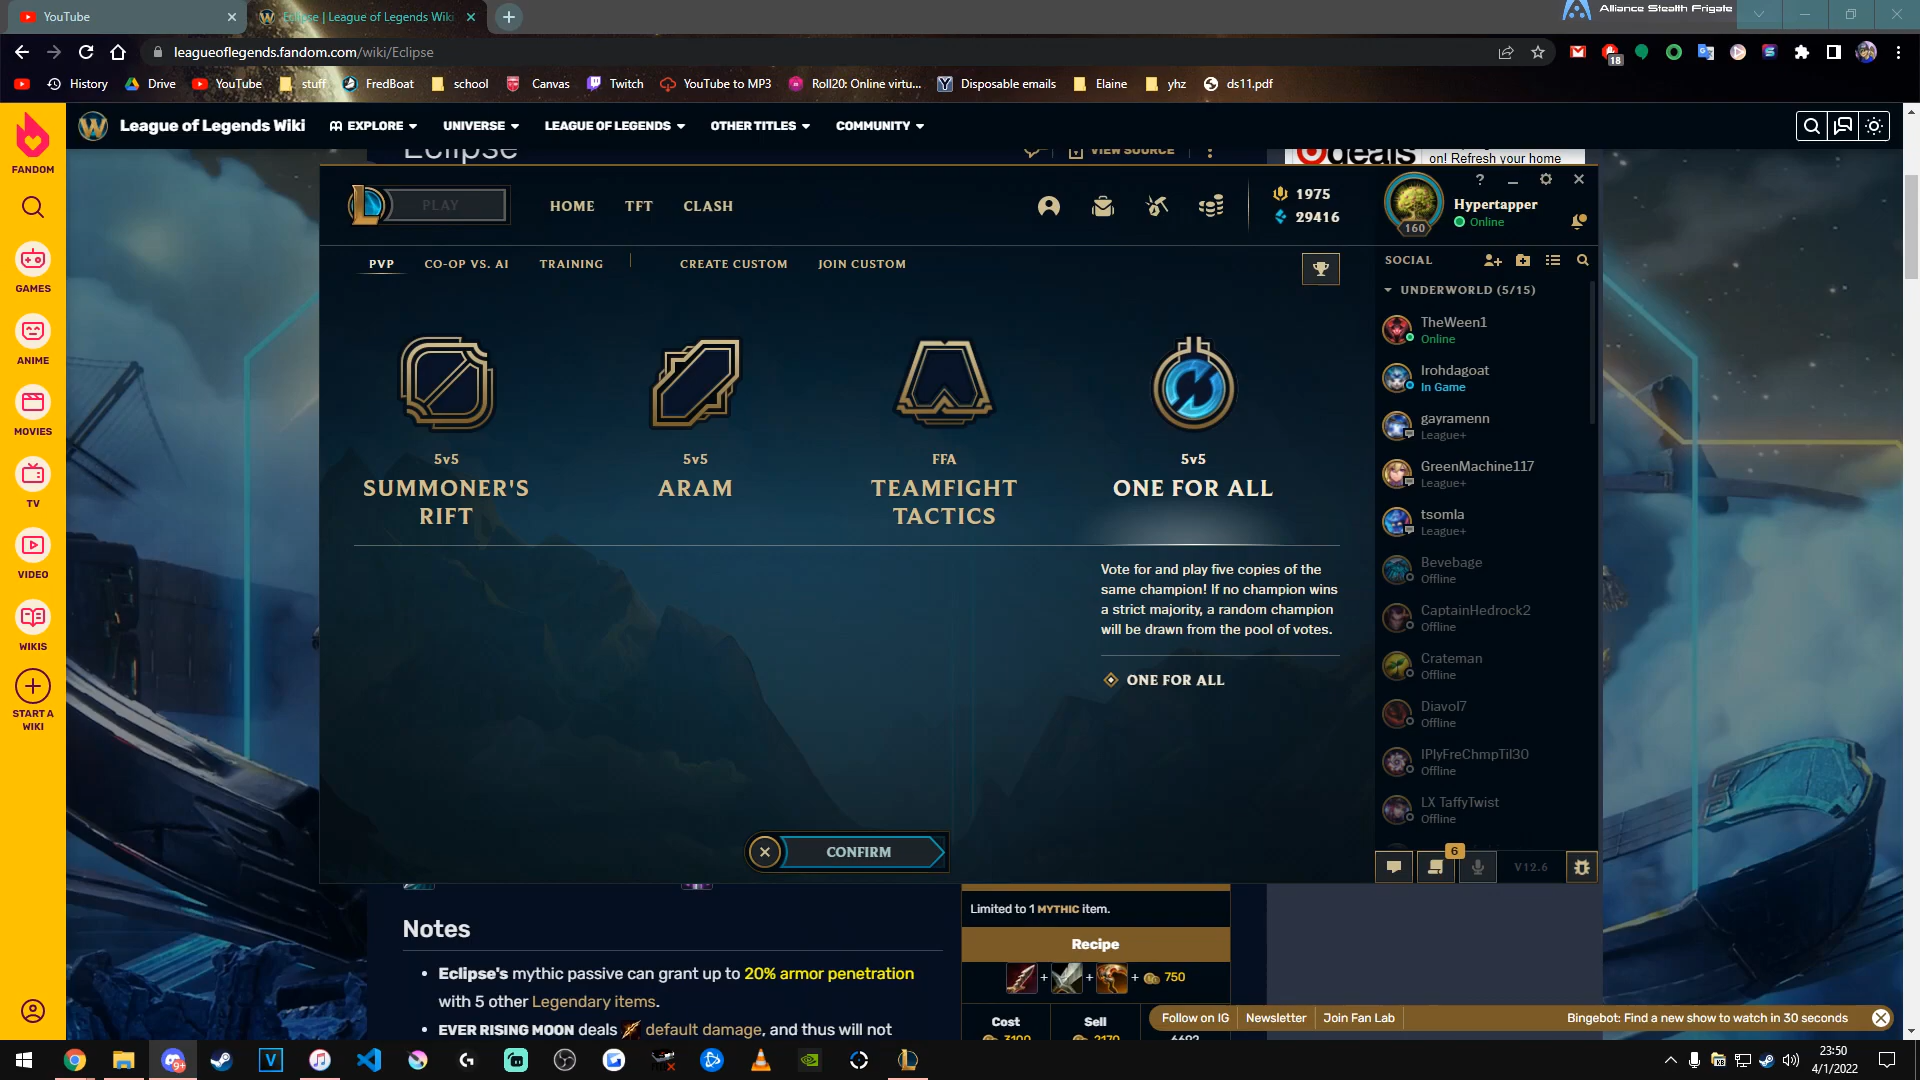 YouTube
Eclipse | League of Legends Wiki
Alliance Stealth Frigate
leagueoflegends.fandom.com/wiki/Eclipse
18
History
Drive
YouTube
stuff
FredBoat
school
Canvas
Twitch
YouTube to MP3
Roll20: Online virtu...
Disposable emails
Elaine
yhz
ds11.pdf
League of Legends Wiki
EXPLORE
UNIVERSE
LEAGUE OF LEGENDS
OTHER TITLES
COMMUNITY
FANDOM
GAMES
ANIME
MOVIES
TV
VIDEO
WIKIS
START A
WIKI
Eclipse
VIEW SOURCE
deals
on! Refresh your home
PLAY
HOME
TFT
CLASH
1975
29416
160
Hypertapper
Online
PVP
CO-OP VS. AI
TRAINING
CREATE CUSTOM
JOIN CUSTOM
5v5
SUMMONER'S
RIFT
5v5
ARAM
FFA
TEAMFIGHT
TACTICS
5v5
ONE FOR ALL
Vote for and play five copies of the
same champion! If no champion wins
a strict majority, a random champion
will be drawn from the pool of votes.
ONE FOR ALL
CONFIRM
SOCIAL
UNDERWORLD (5/15)
TheWeen1
Online
Irohdagoat
In Game
gayramenn
League+
GreenMachine117
League+
tsomla
League+
Bevebage
Offline
CaptainHedrock2
Offline
Crateman
Offline
Diavol7
Offline
IPlyFreChmpTil30
Offline
LX TaffyTwist
Offline
6
V12.6
Notes
Eclipse's mythic passive can grant up to 20% armor penetration
with 5 other Legendary items.
EVER RISING MOON deals default damage, and thus will not
Limited to 1 MYTHIC item.
Recipe
+ + + 750
Cost
Sell
3100
2170
6692
Follow on IG
Newsletter
Join Fan Lab
Bingebot: Find a new show to watch in 30 seconds
9+
23:50
4/1/2022